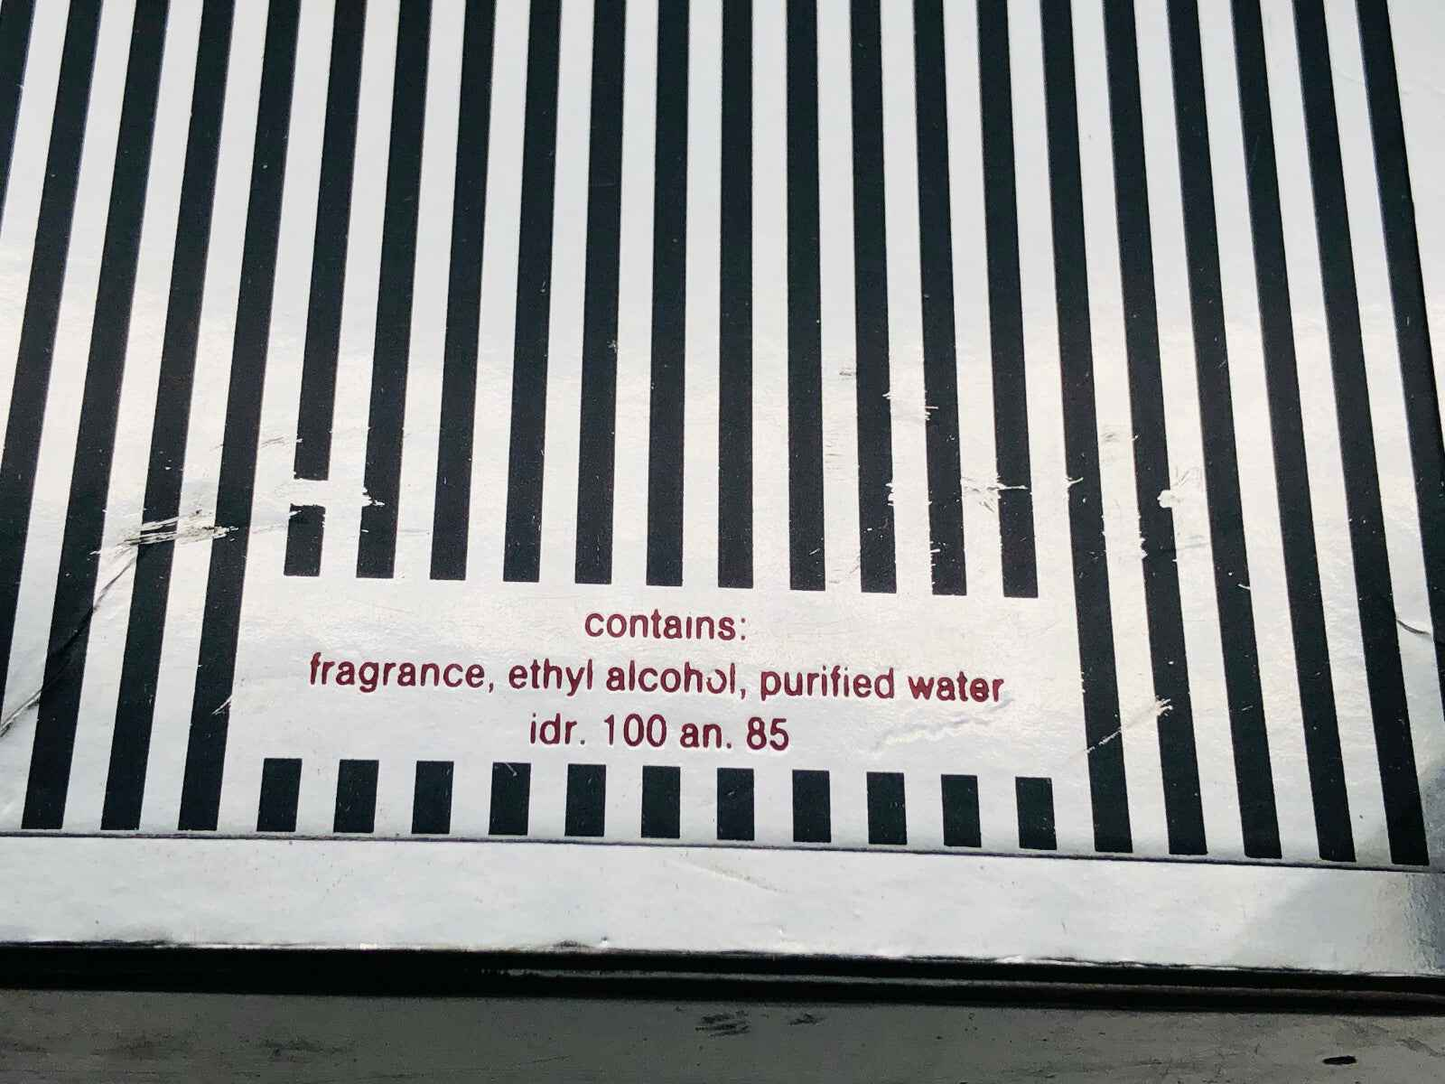 contains:
fragrance, ethyl alcohol, purified water
idr. 100 an. 85